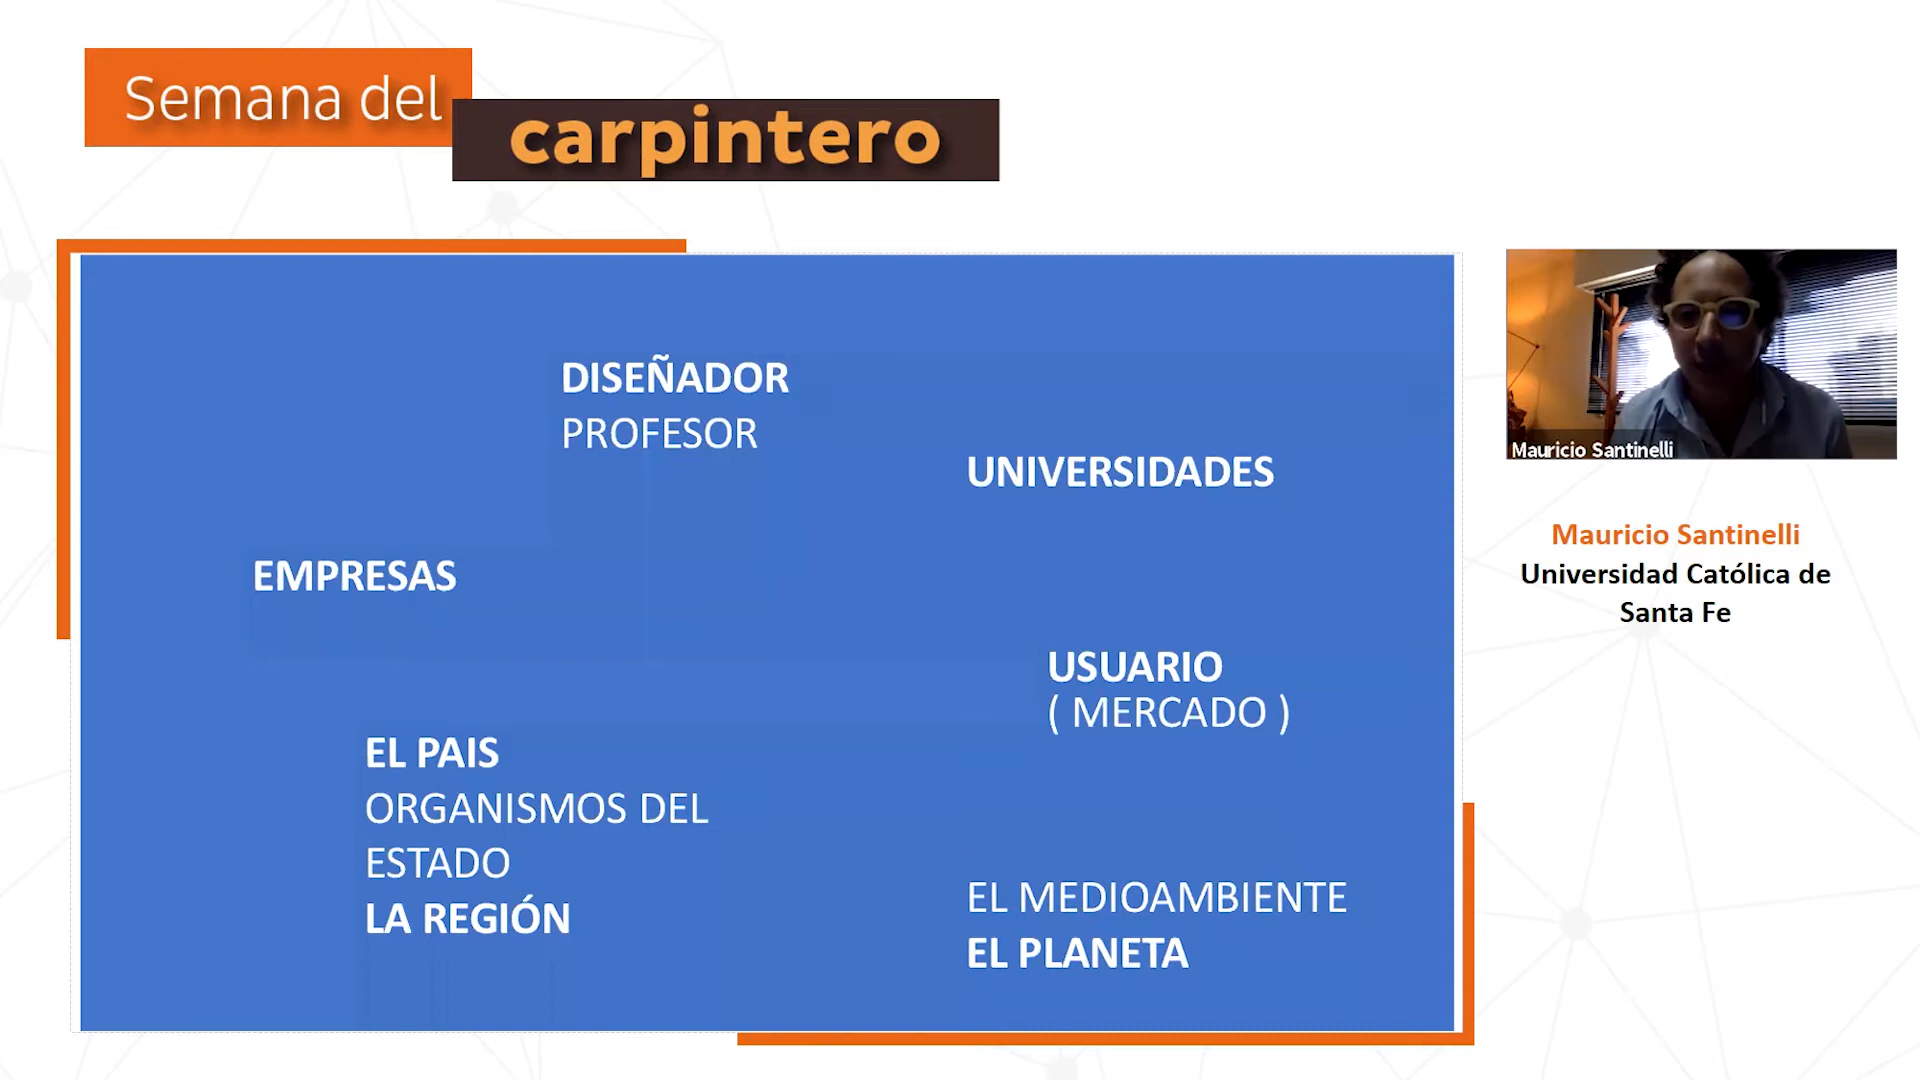 Semana del
carpintero
DISEÑADOR
PROFESOR
UNIVERSIDADES
EMPRESAS
USUARIO
( MERCADO )
EL PAIS
ORGANISMOS DEL
ESTADO
LA REGIÓN
EL MEDIOAMBIENTE
EL PLANETA
Mauricio Santinelli
Mauricio Santinelli
Universidad Católica de
Santa Fe